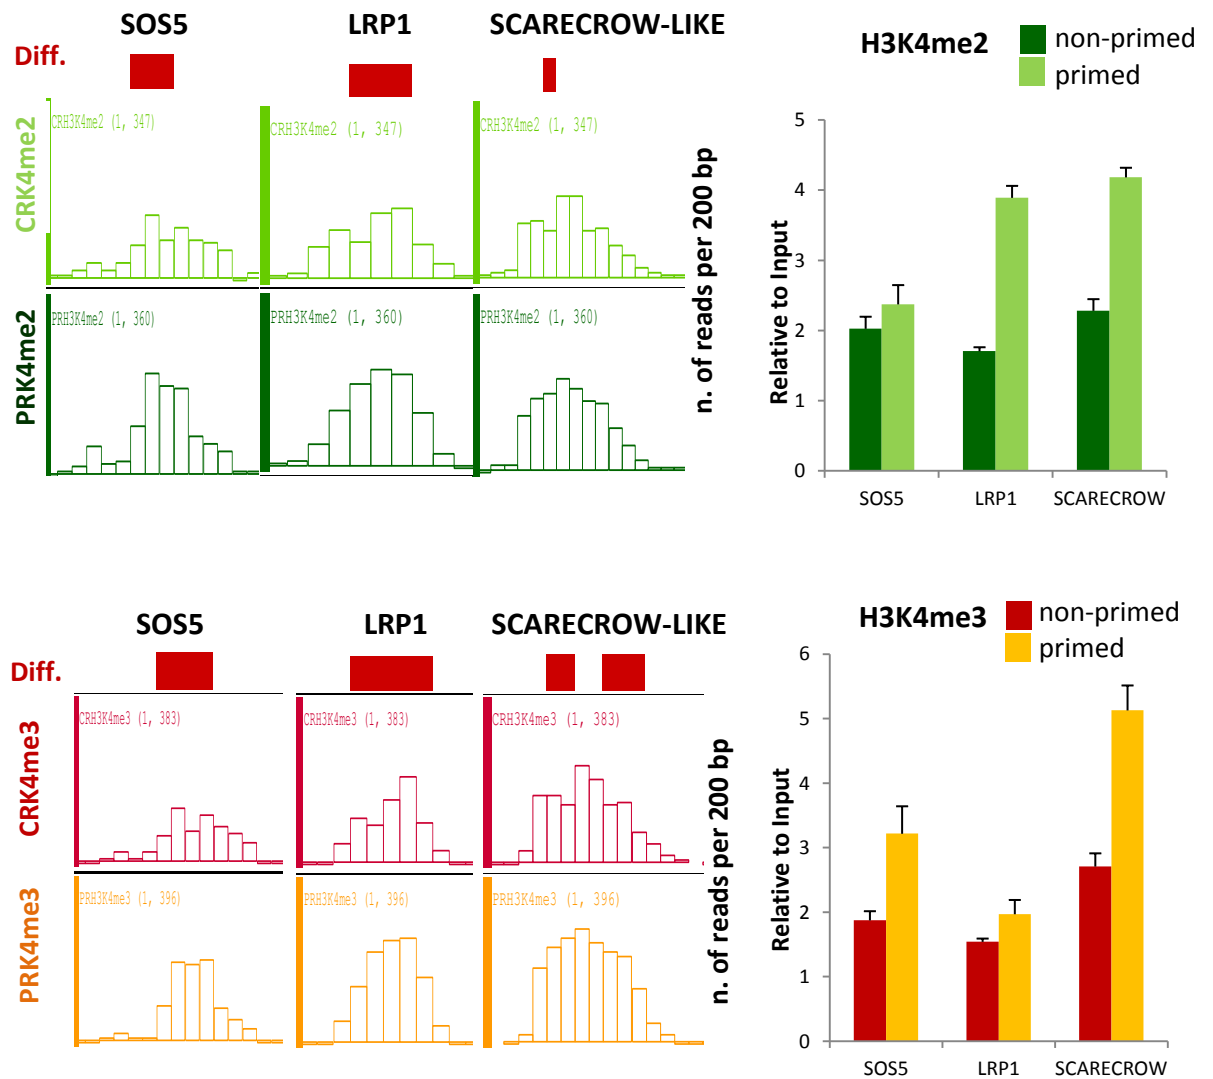 SOS5 LRP1 SCARECROW-LIKE
Diff.
CRK4me2
CRH3K4me2 (1, 347) CRH3K4me2 (1, 347) CRH3K4me2 (1, 347)
PRK4me2
PRH3K4me2 (1, 360) PRH3K4me2 (1, 360) PRH3K4me2 (1, 360)
n. of reads per 200 bp
H3K4me2
non-primed
primed
Relative to Input
5
4
3
2
1
0
SOS5 LRP1 SCARECROW
SOS5 LRP1 SCARECROW-LIKE
Diff.
CRK4me3
CRH3K4me3 (1, 383) CRH3K4me3 (1, 383) CRH3K4me3 (1, 383)
PRK4me3
PRH3K4me3 (1, 396) PRH3K4me3 (1, 396) PRH3K4me3 (1, 396)
n. of reads per 200 bp
H3K4me3
non-primed
primed
Relative to Input
6
5
4
3
2
1
0
SOS5 LRP1 SCARECROW